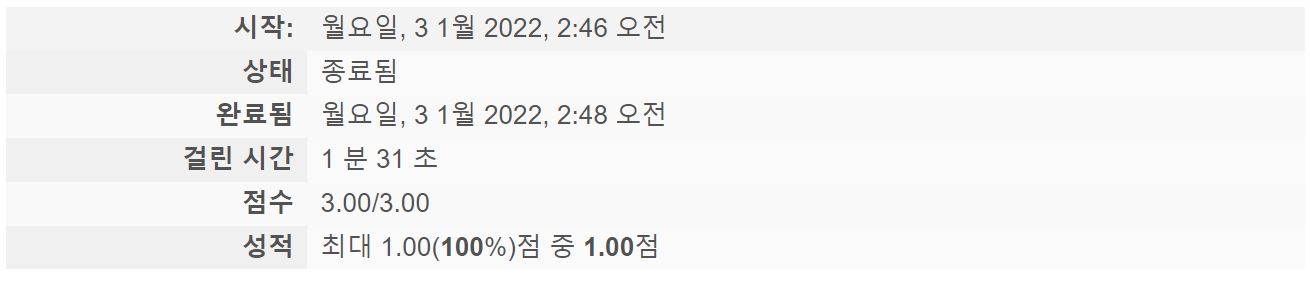 시작: 월요일, 3 1월 2022, 2:46 오전
상태 종료됨
완료됨 월요일, 3 1월 2022, 2:48 오전
걸린 시간 1 분 31 초
점수 3.00/3.00
성적 최대 1.00(100%)점 중 1.00점